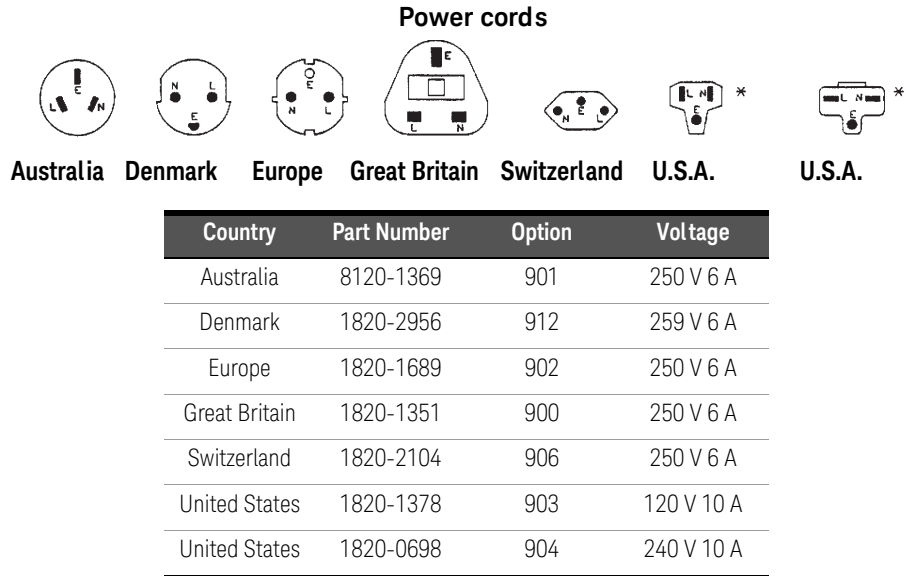 Power cords
E L N
N L E
E N L
E L N
N E L
L N E *
L N E *
Australia Denmark Europe Great Britain Switzerland U.S.A. U.S.A.
Country Part Number Option Voltage
Australia 8120-1369 901 250 V 6 A
Denmark 1820-2956 912 259 V 6 A
Europe 1820-1689 902 250 V 6 A
Great Britain 1820-1351 900 250 V 6 A
Switzerland 1820-2104 906 250 V 6 A
United States 1820-1378 903 120 V 10 A
United States 1820-0698 904 240 V 10 A